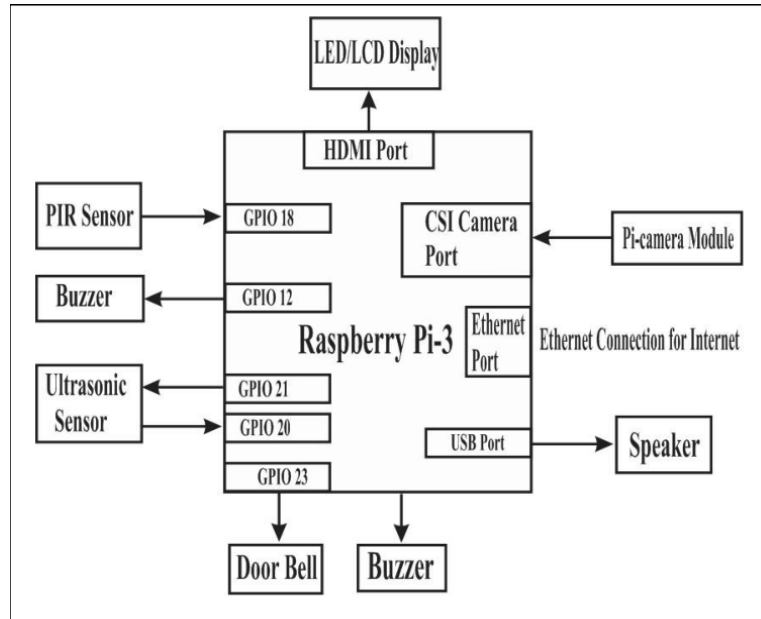 LED/LCD Display
HDMI Port
PIR Sensor
GPIO 18
CSI Camera
Port
Pi-camera Module
Buzzer
GPIO 12
Raspberry Pi-3
Ethernet
Port
Ethernet Connection for Internet
Ultrasonic
Sensor
GPIO 21
GPIO 20
USB Port
Speaker
GPIO 23
Door Bell
Buzzer